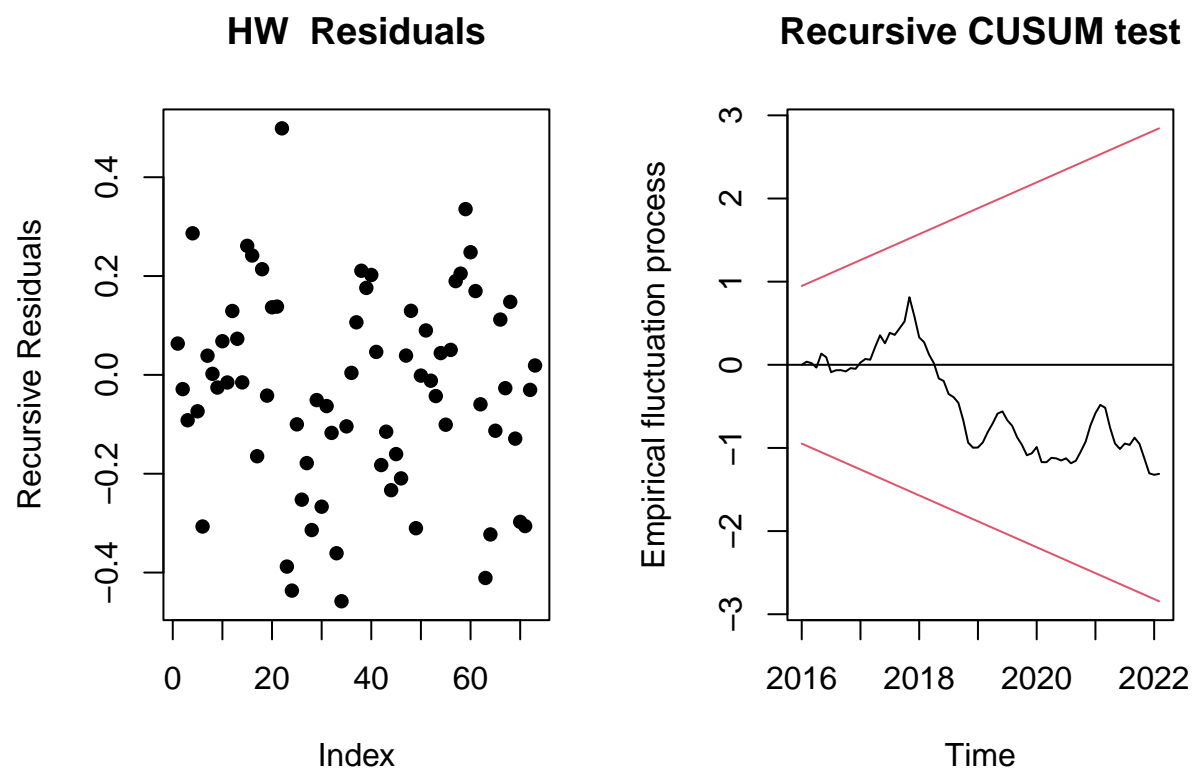 HW  Residuals
Recursive Residuals
0.4
0.2
0.0
−0.2
−0.4
0 20 40 60
Index
Recursive CUSUM test
Empirical fluctuation process
3
2
1
0
−1
−2
−3
2016 2018 2020 2022
Time